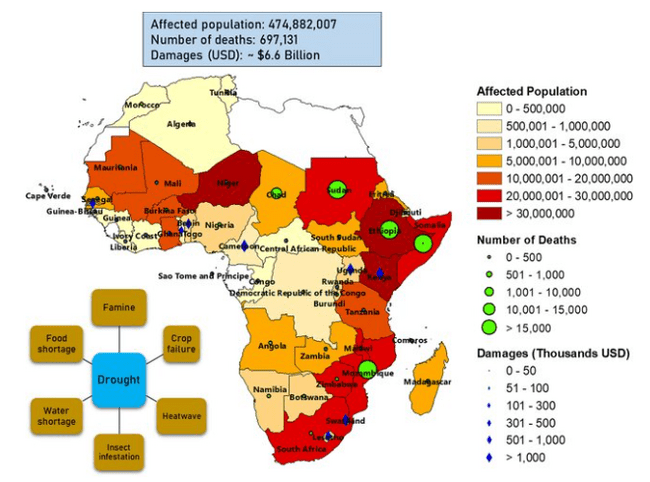 Affected population: 474,882,007
Number of deaths: 697,131
Damages (USD): ~ $6.6 Billion
Tunisia
Morocco
Algeria
Mauritania
Mali
Niger
Chad
Sudan
Eritrea
Cape Verde
Senegal
Guinea-Bissau
Guinea
Burkina Faso
Benin
Nigeria
Djibouti
Ethiopia
Somalia
Ivory Coast
Ghana
Togo
Liberia
Cameroon
Central African Republic
South Sudan
Sao Tome and Principe
Congo
Uganda
Kenya
Rwanda
Democratic Republic of the Congo
Burundi
Tanzania
Comoros
Angola
Zambia
Malawi
Mozambique
Madagascar
Zimbabwe
Namibia
Botswana
Swaziland
Lesotho
South Africa
Affected Population
0 - 500,000
500,001 - 1,000,000
1,000,001 - 5,000,000
5,000,001 - 10,000,000
10,000,001 - 20,000,000
20,000,001 - 30,000,000
> 30,000,000
Number of Deaths
0 - 500
501 - 1,000
1,001 - 10,000
10,001 - 15,000
> 15,000
Damages (Thousands USD)
0 - 50
51 - 100
101 - 300
301 - 500
501 - 1,000
> 1,000
Famine
Food
shortage
Crop
failure
Drought
Water
shortage
Heatwave
Insect
infestation